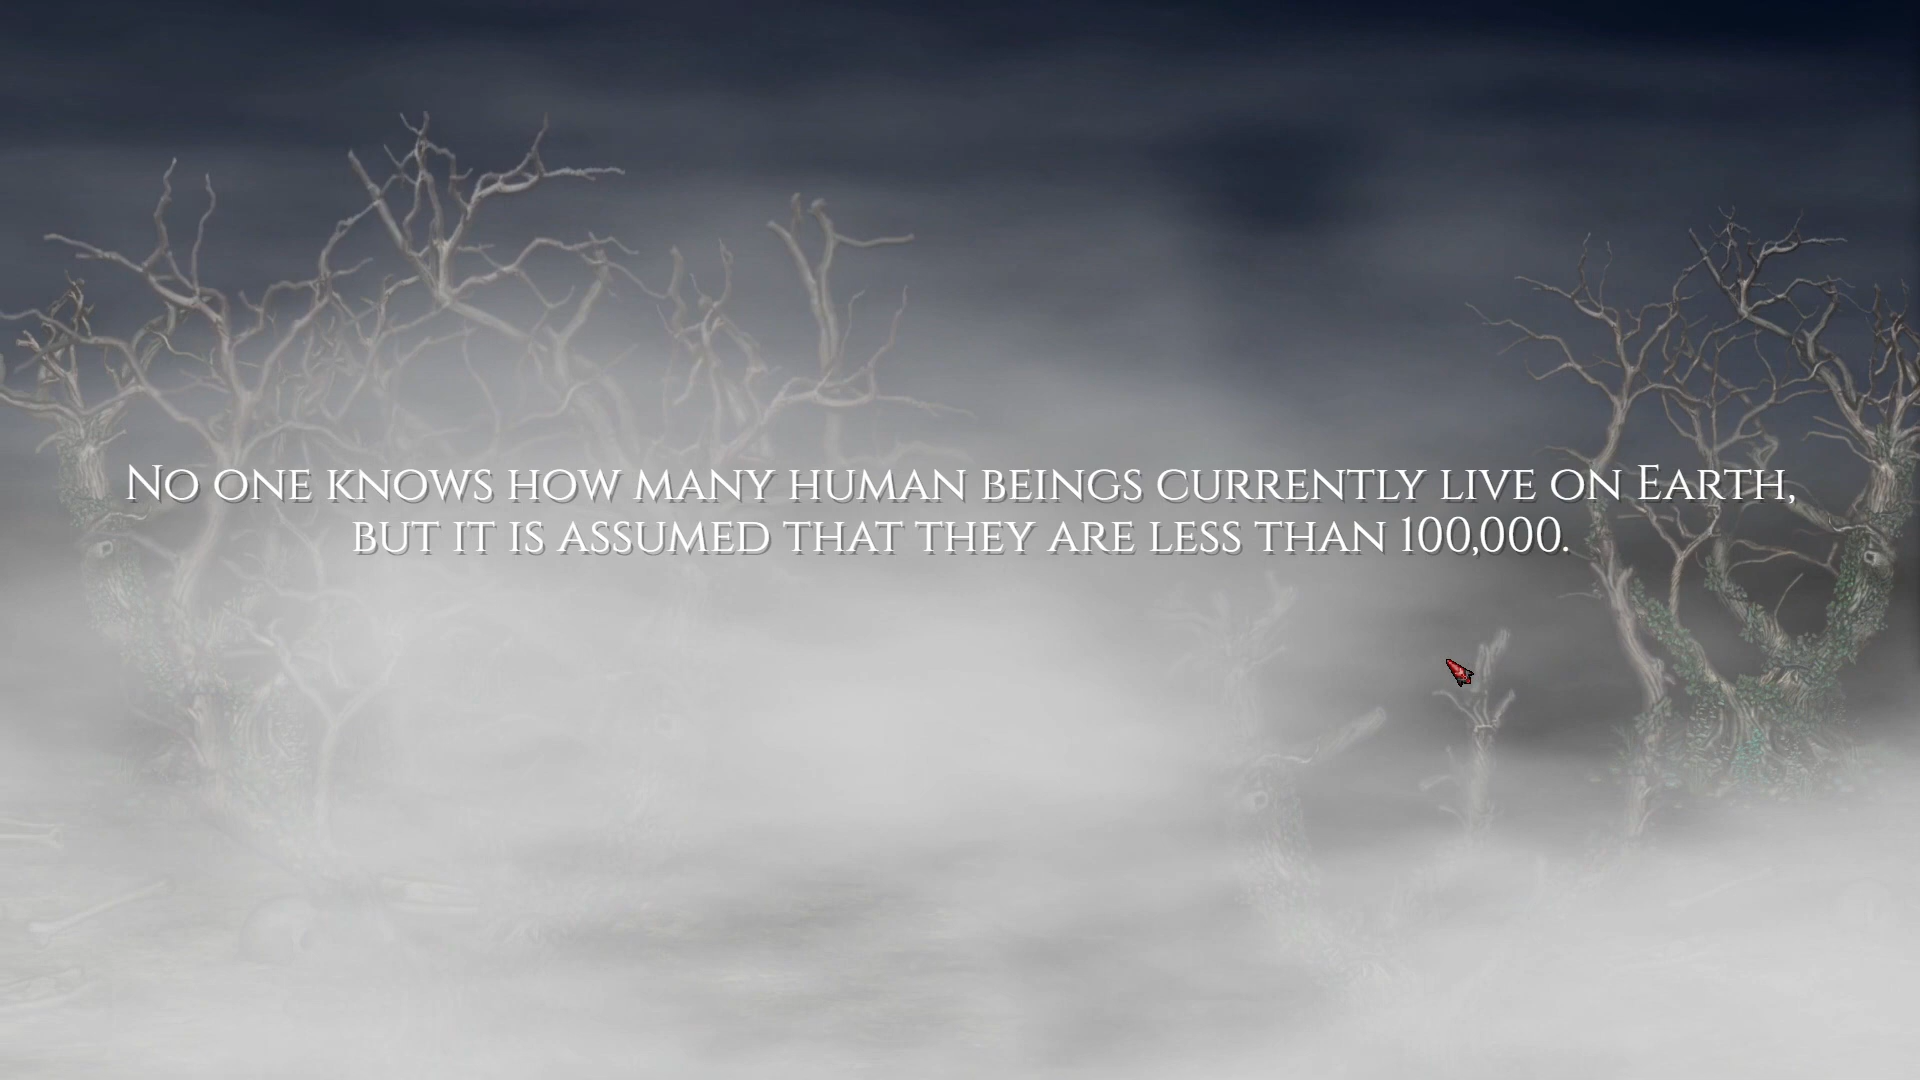 No one knows how many human beings currently live on Earth,
but it is assumed that they are less than 100,000.